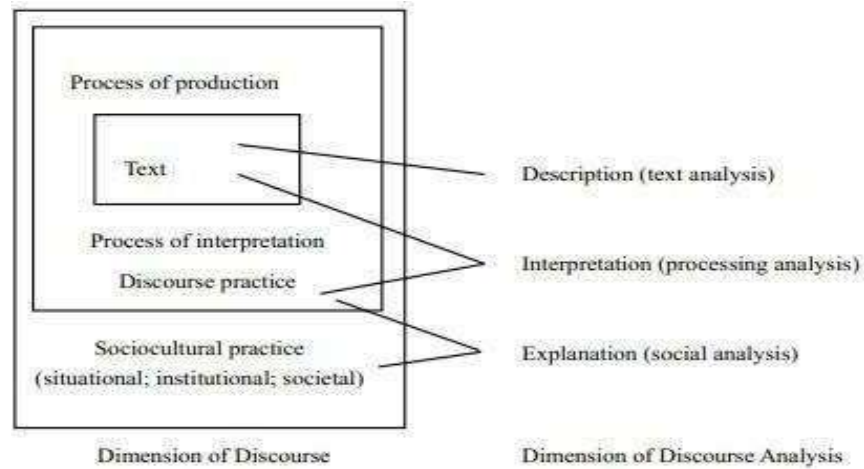 Process of production
Text
Description (text analysis)
Process of interpretation
Interpretation (processing analysis)
Discourse practice
Sociocultural practice
(situational; institutional; societal)
Explanation (social analysis)
Dimension of Discourse
Dimension of Discourse Analysis